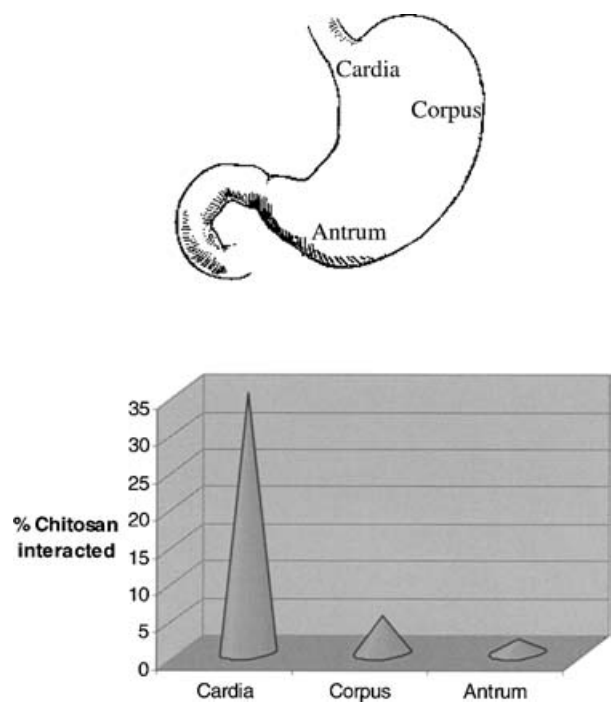 Cardia
Corpus
Antrum
35
30
25
20
15
10
5
0
% Chitosan
interacted
Cardia
Corpus
Antrum